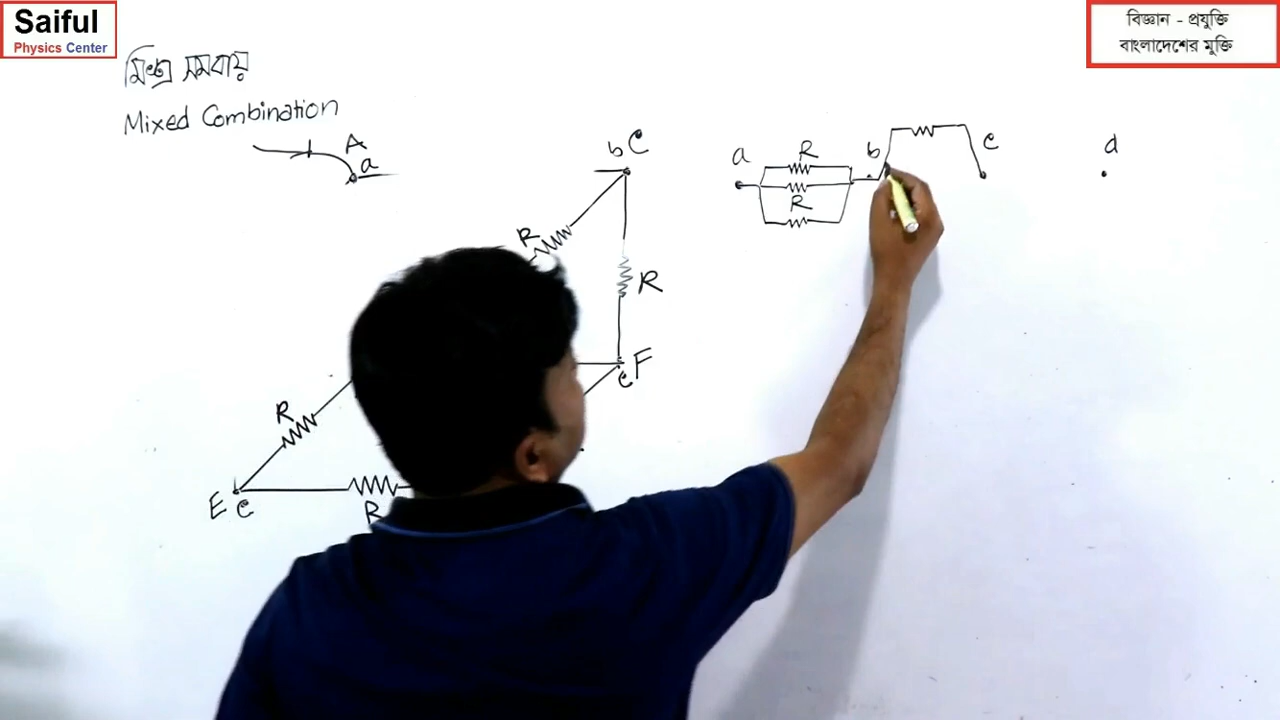 Saiful
Physics Center
বিজ্ঞান - প্রযুক্তি
বাংলাদেশের মুক্তি
মিশ্র সমবায়
Mixed Combination
A
a
b C
R
R
F
c
R
E
c
R
a
R
R
b
c
d